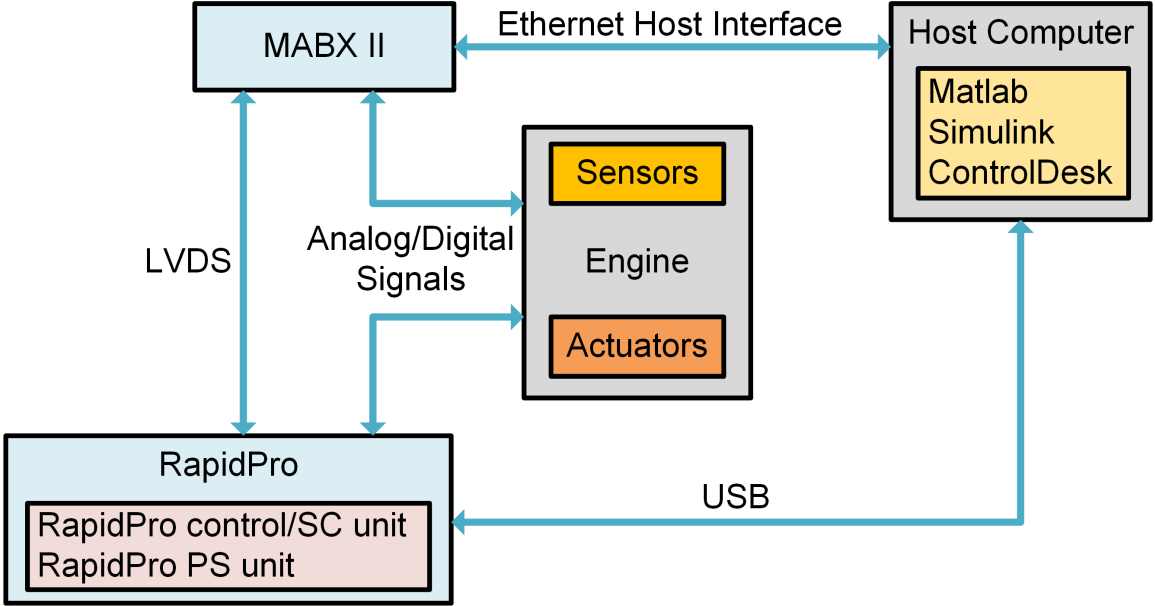 MABX II
Ethernet Host Interface
Host Computer
Matlab
Simulink
ControlDesk
Sensors
Analog/Digital
Signals
LVDS
Engine
Actuators
RapidPro
RapidPro control/SC unit
RapidPro PS unit
USB